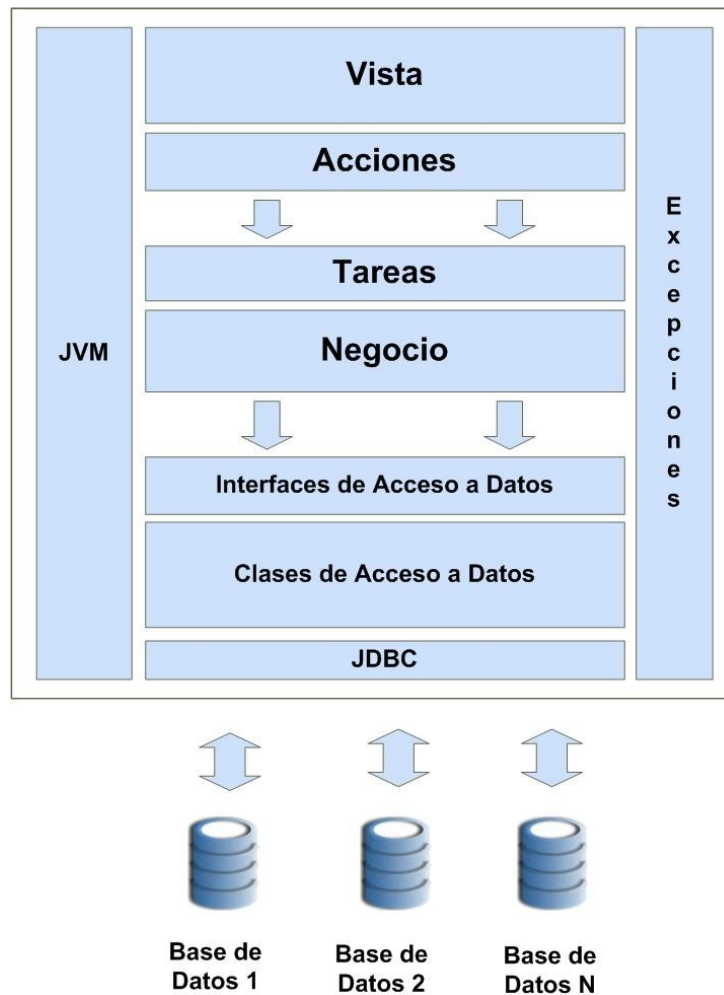 Vista
Acciones
Tareas
JVM
Negocio
Excepciones
Interfaces de Acceso a Datos
Clases de Acceso a Datos
JDBC
Base de
Datos 1
Base de
Datos 2
Base de
Datos N